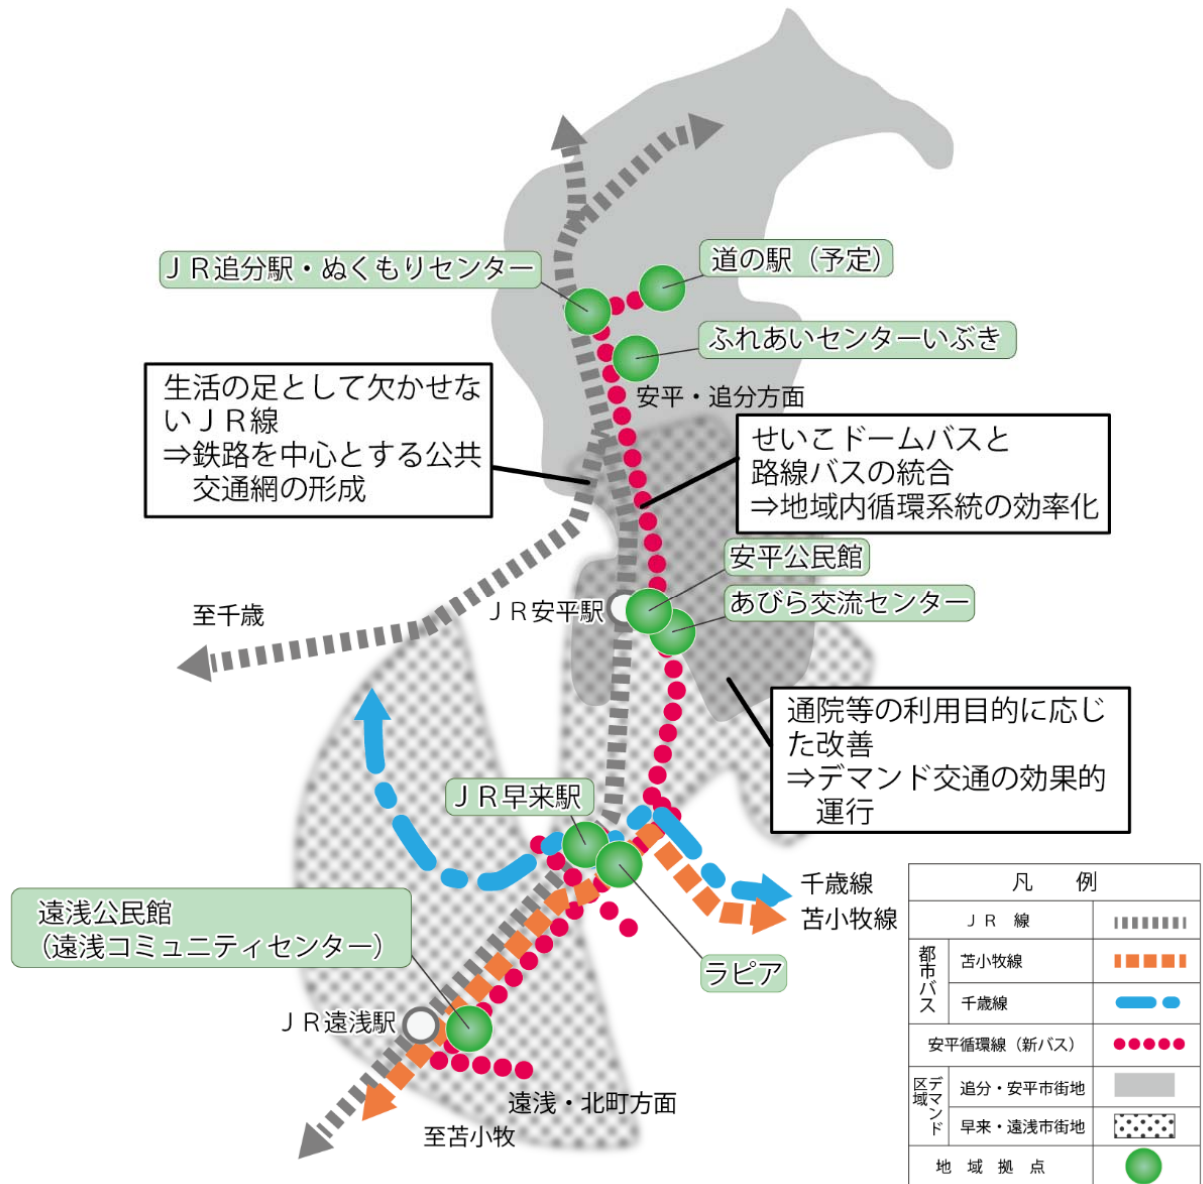 ＪＲ追分駅・ぬくもりセンター
道の駅（予定）
ふれあいセンターいぶき
安平・追分方面
生活の足として欠かせな
いＪＲ線
⇒鉄路を中心とする公共
交通網の形成
せいこドームバスと
路線バスの統合
⇒地域内循環系統の効率化
安平公民館
あびら交流センター
ＪＲ安平駅
至千歳
通院等の利用目的に応じ
た改善
⇒デマンド交通の効果的
運行
ＪＲ早来駅
千歳線
苫小牧線
遠浅公民館
（遠浅コミュニティセンター）
ラピア
ＪＲ遠浅駅
遠浅・北町方面
至苫小牧
凡　例
ＪＲ線
都市バス
苫小牧線
千歳線
安平循環線（新バス）
デマンド区域
追分・安平市街地
早来・遠浅市街地
地域拠点